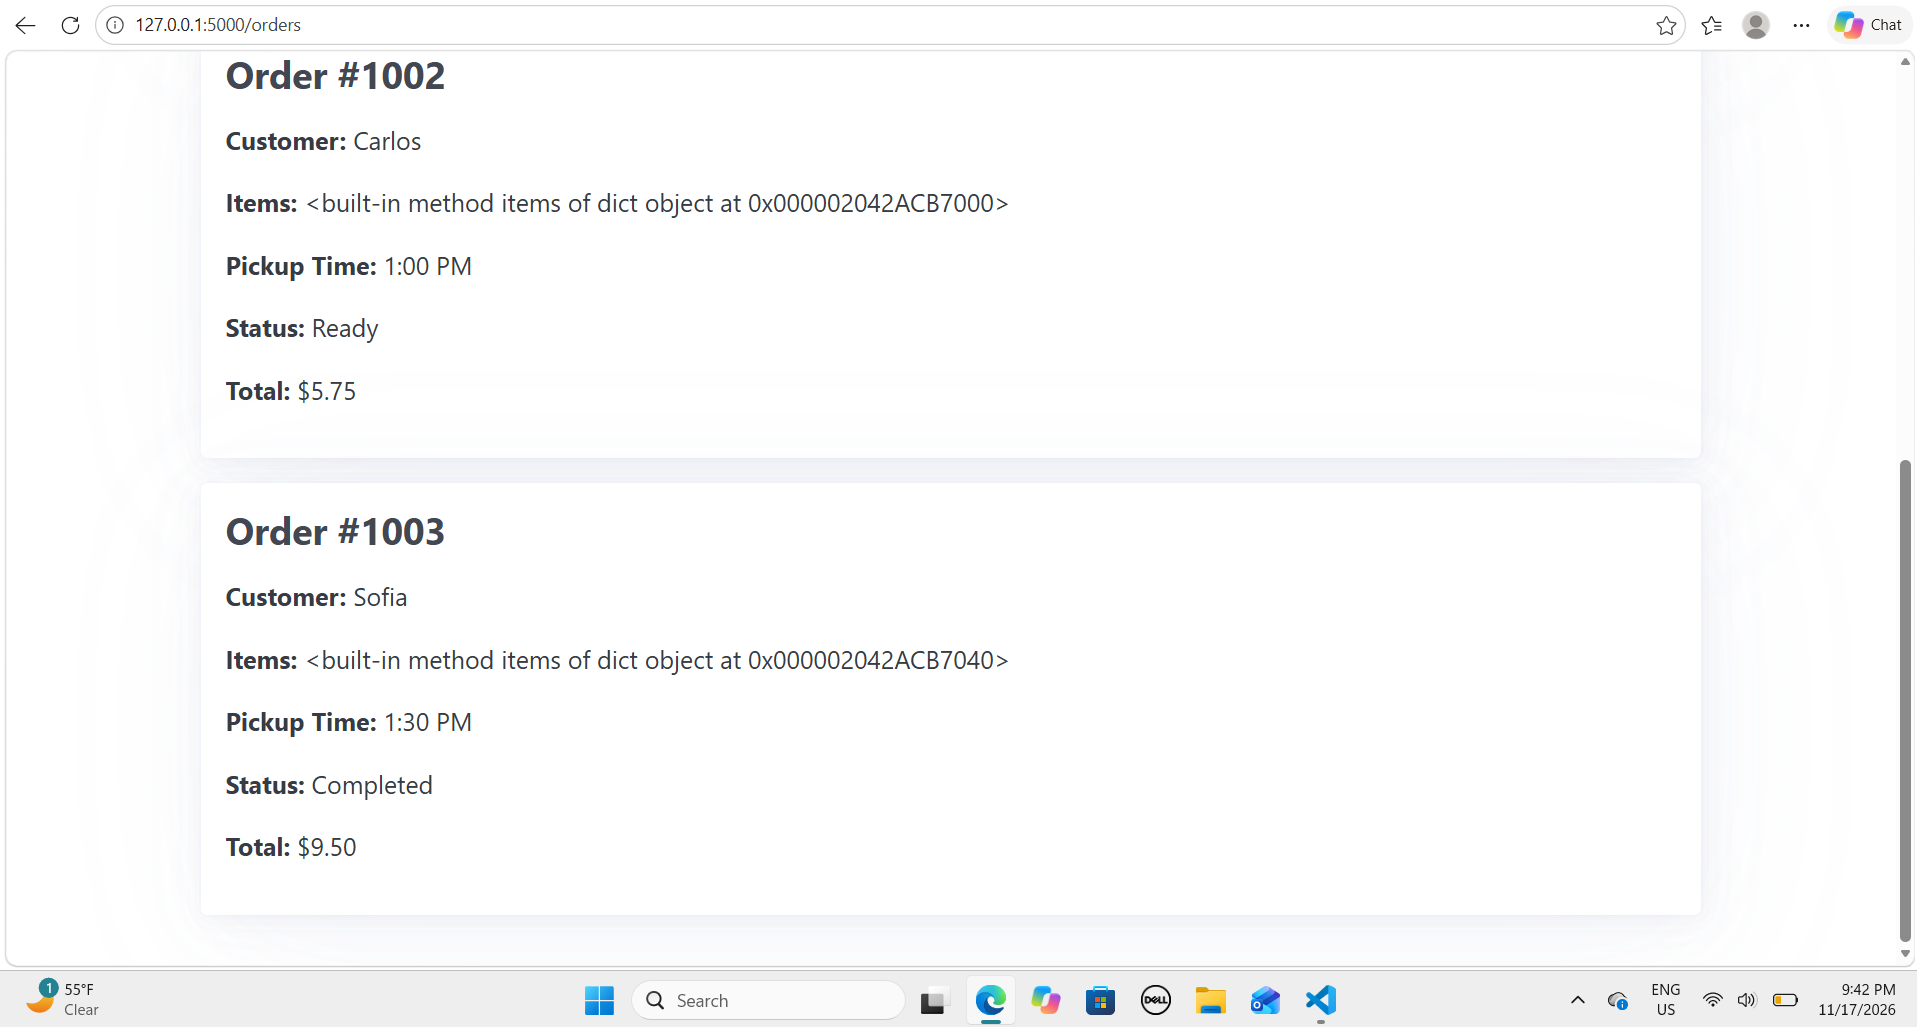 127.0.0.1:5000/orders
Chat
Order #1002
Customer: Carlos
Items: <built-in method items of dict object at 0x000002042ACB7000>
Pickup Time: 1:00 PM
Status: Ready
Total: $5.75
Order #1003
Customer: Sofia
Items: <built-in method items of dict object at 0x000002042ACB7040>
Pickup Time: 1:30 PM
Status: Completed
Total: $9.50
1
55°F
Clear
Search
DELL
ENG
US
9:42 PM
11/17/2026